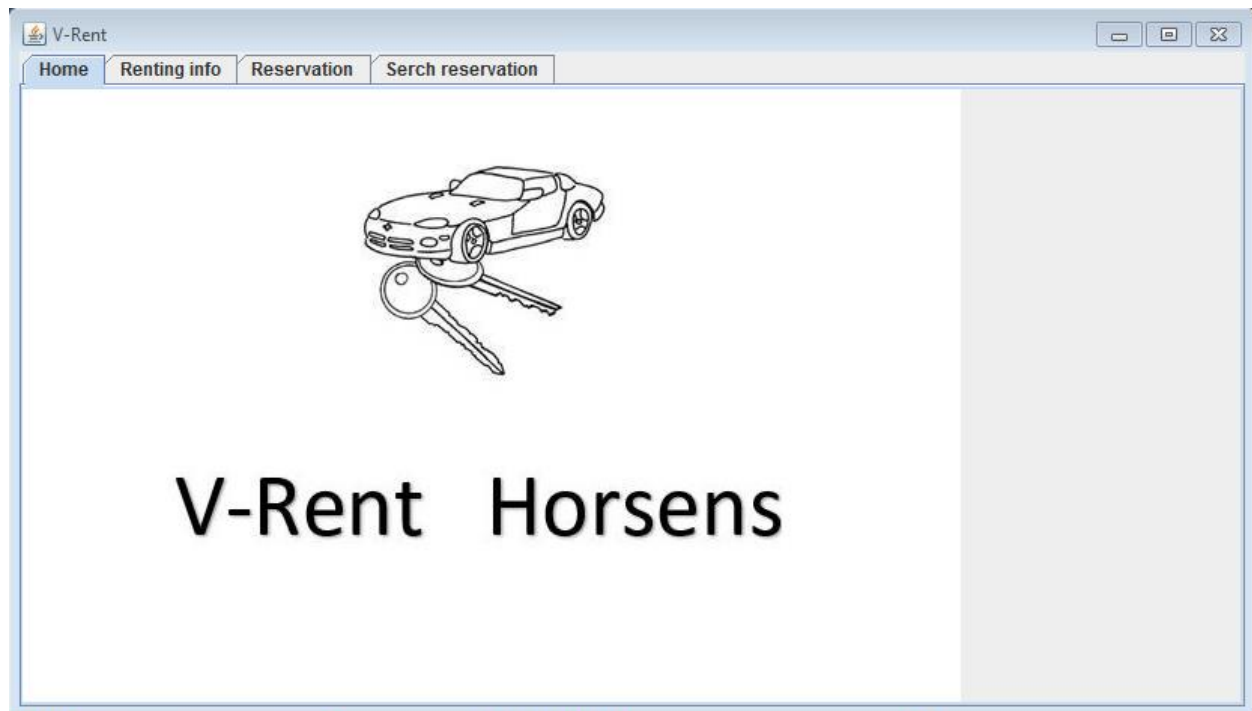 V-Rent
Home Renting info Reservation Serch reservation
V-Rent Horsens